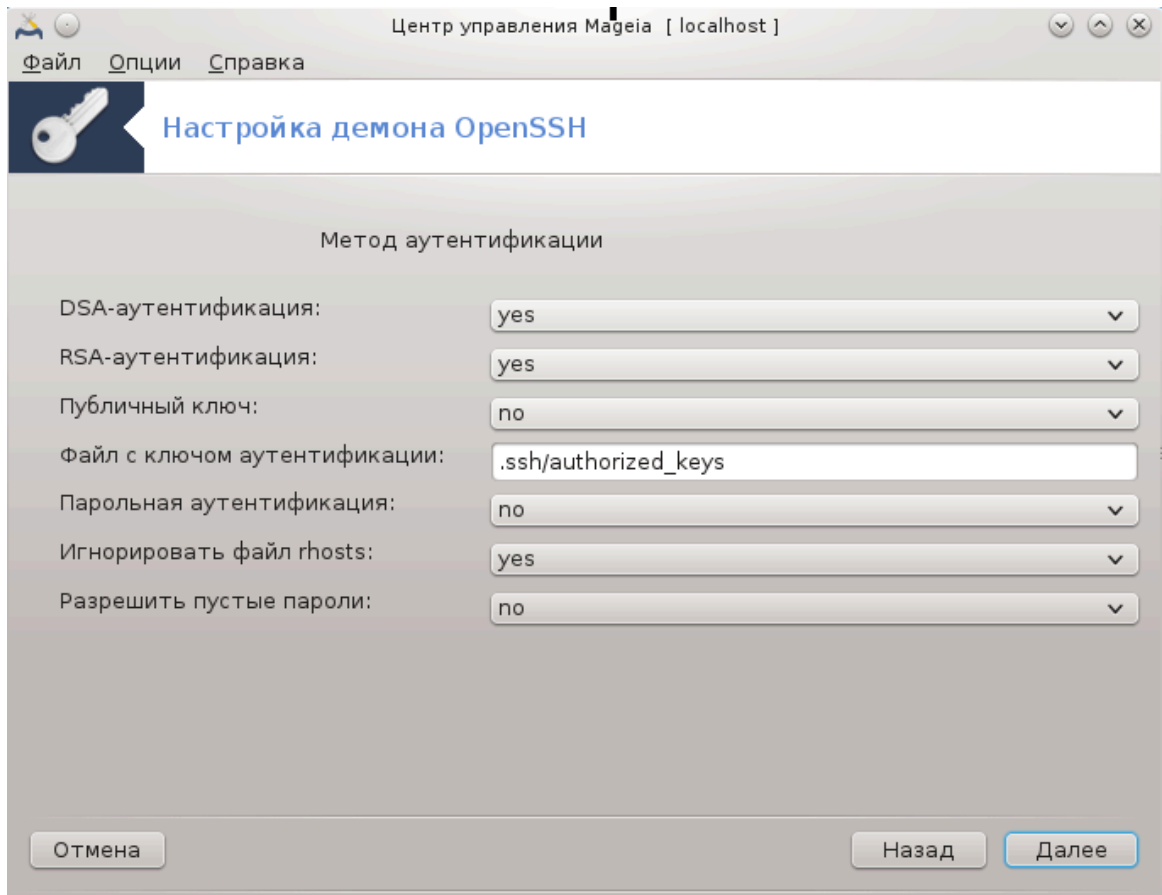 Центр управления Mageia [ localhost ]
Файл Опции Справка
Настройка демона OpenSSH
Метод аутентификации
DSA-аутентификация: yes
RSA-аутентификация: yes
Публичный ключ: no
Файл с ключом аутентификации: .ssh/authorized_keys
Парольная аутентификация: no
Игнорировать файл rhosts: yes
Разрешить пустые пароли: no
Отмена Назад Далее